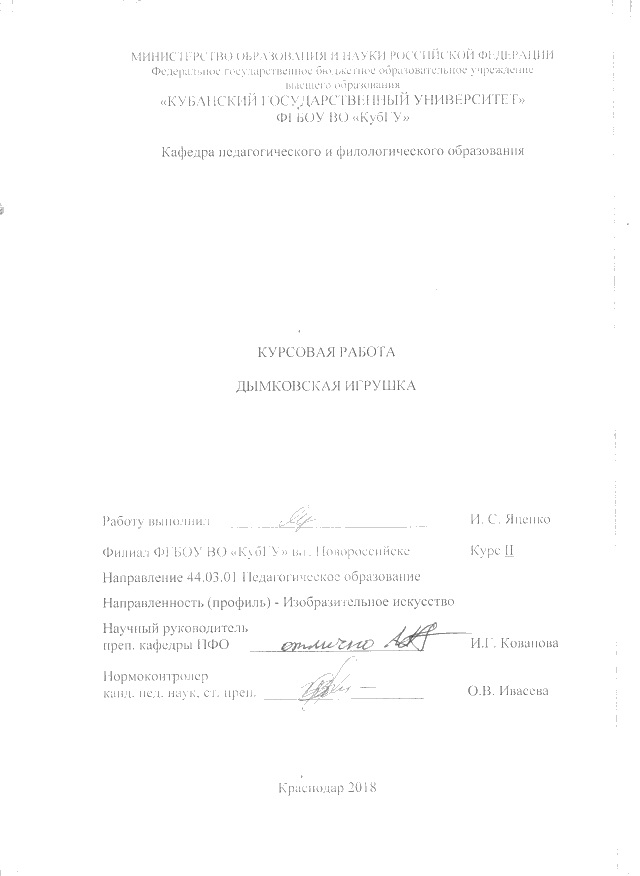 МИНИСТЕРСТВО ОБРАЗОВАНИЯ И НАУКИ РОССИЙСКОЙ ФЕДЕРАЦИИ
Федеральное государственное бюджетное образовательное учреждение
высшего образования
«КУБАНСКИЙ ГОСУДАРСТВЕННЫЙ УНИВЕРСИТЕТ»
ФГБОУ ВО «КубГУ»
Кафедра педагогического и филологического образования
КУРСОВАЯ РАБОТА
ДЫМКОВСКАЯ ИГРУШКА
Работу выполнил И. С. Яценко
Филиал ФГБОУ ВО «КубГУ» в г. Новороссийске Курс II
Направление 44.03.01 Педагогическое образование
Направленность (профиль) - Изобразительное искусство
Научный руководитель
преп. кафедры ПФО отлично И.Г. Кованова
Нормоконтролер
канд. пед. наук, ст. преп. О.В. Ивасева
Краснодар 2018